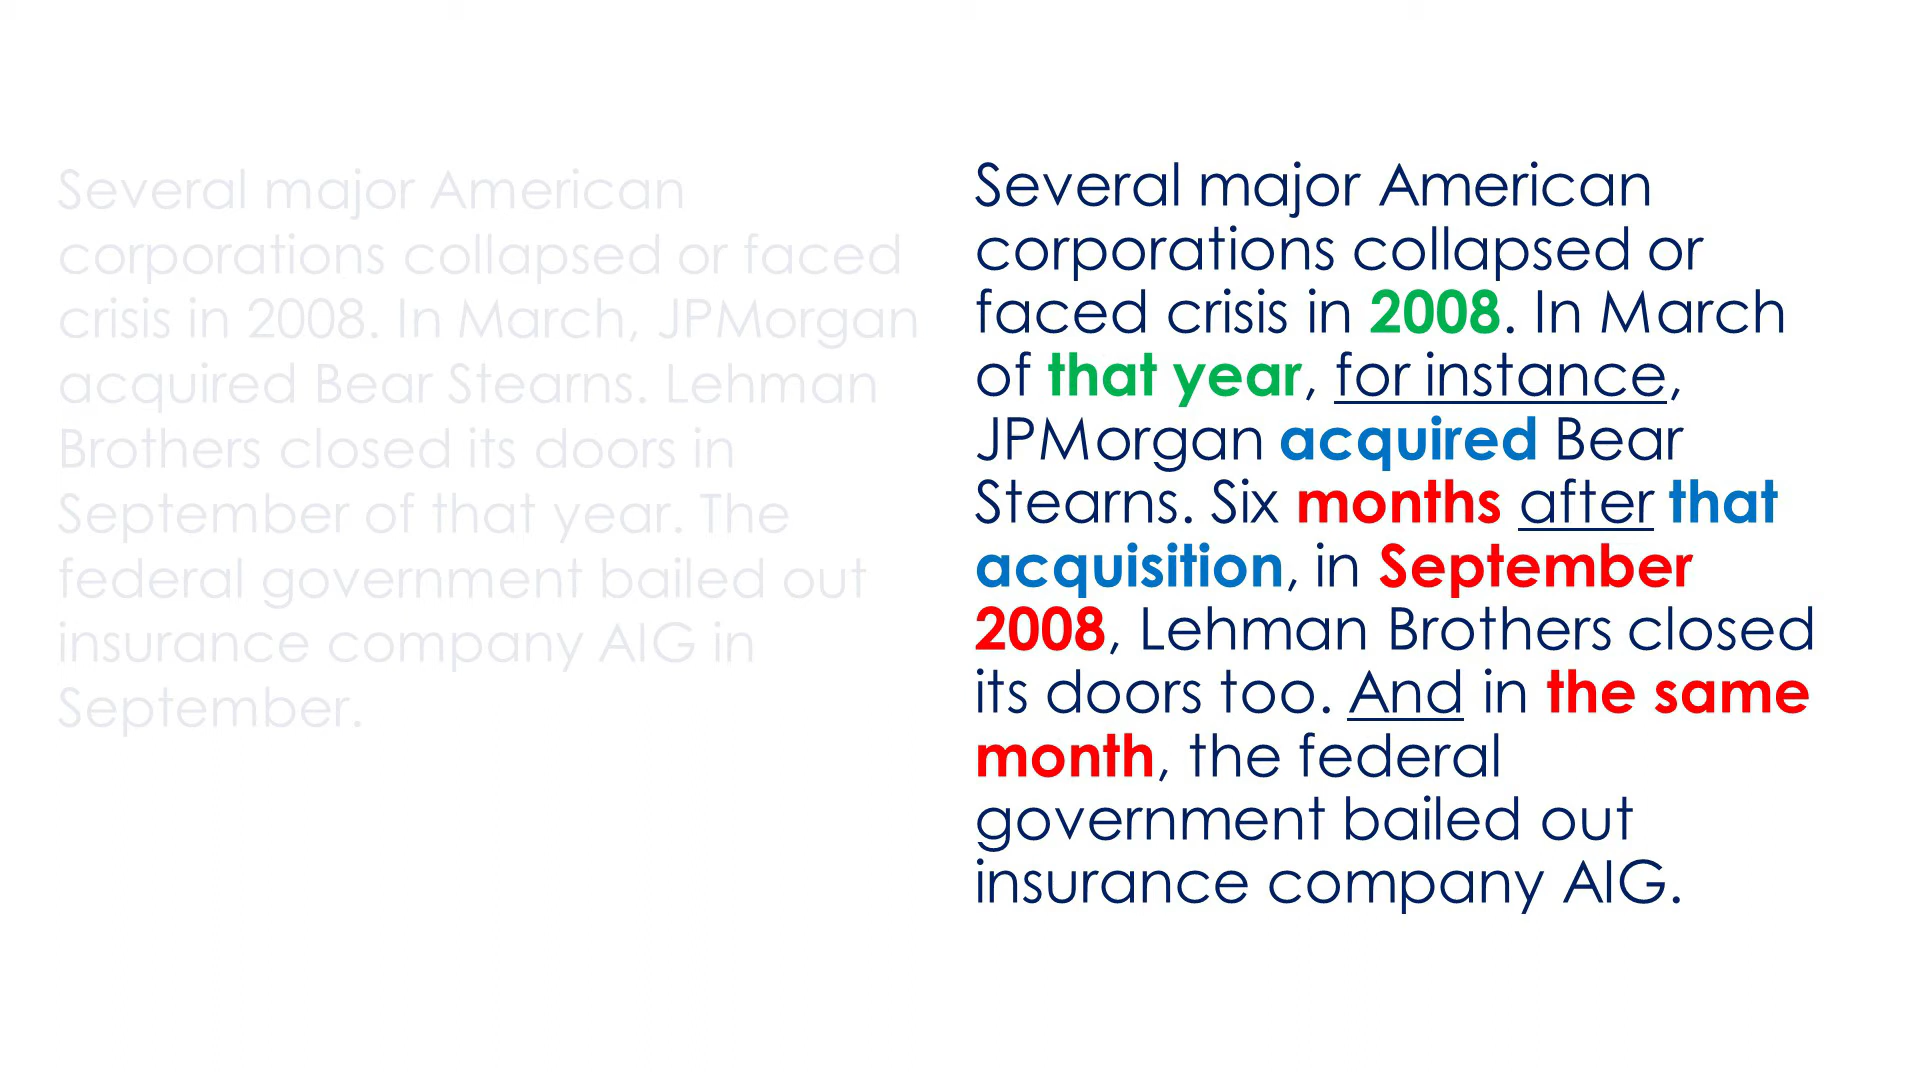 Several major American
corporations collapsed or faced
crisis in 2008. In March, JPMorgan
acquired Bear Stearns. Lehman
Brothers closed its doors in
September of that year. The
federal government bailed out
insurance company AIG in
September.
Several major American
corporations collapsed or
faced crisis in 2008. In March
of that year, for instance,
JPMorgan acquired Bear
Stearns. Six months after that
acquisition, in September
2008, Lehman Brothers closed
its doors too. And in the same
month, the federal
government bailed out
insurance company AIG.